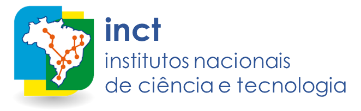 inct
institutos nacionais
de ciência e tecnologia